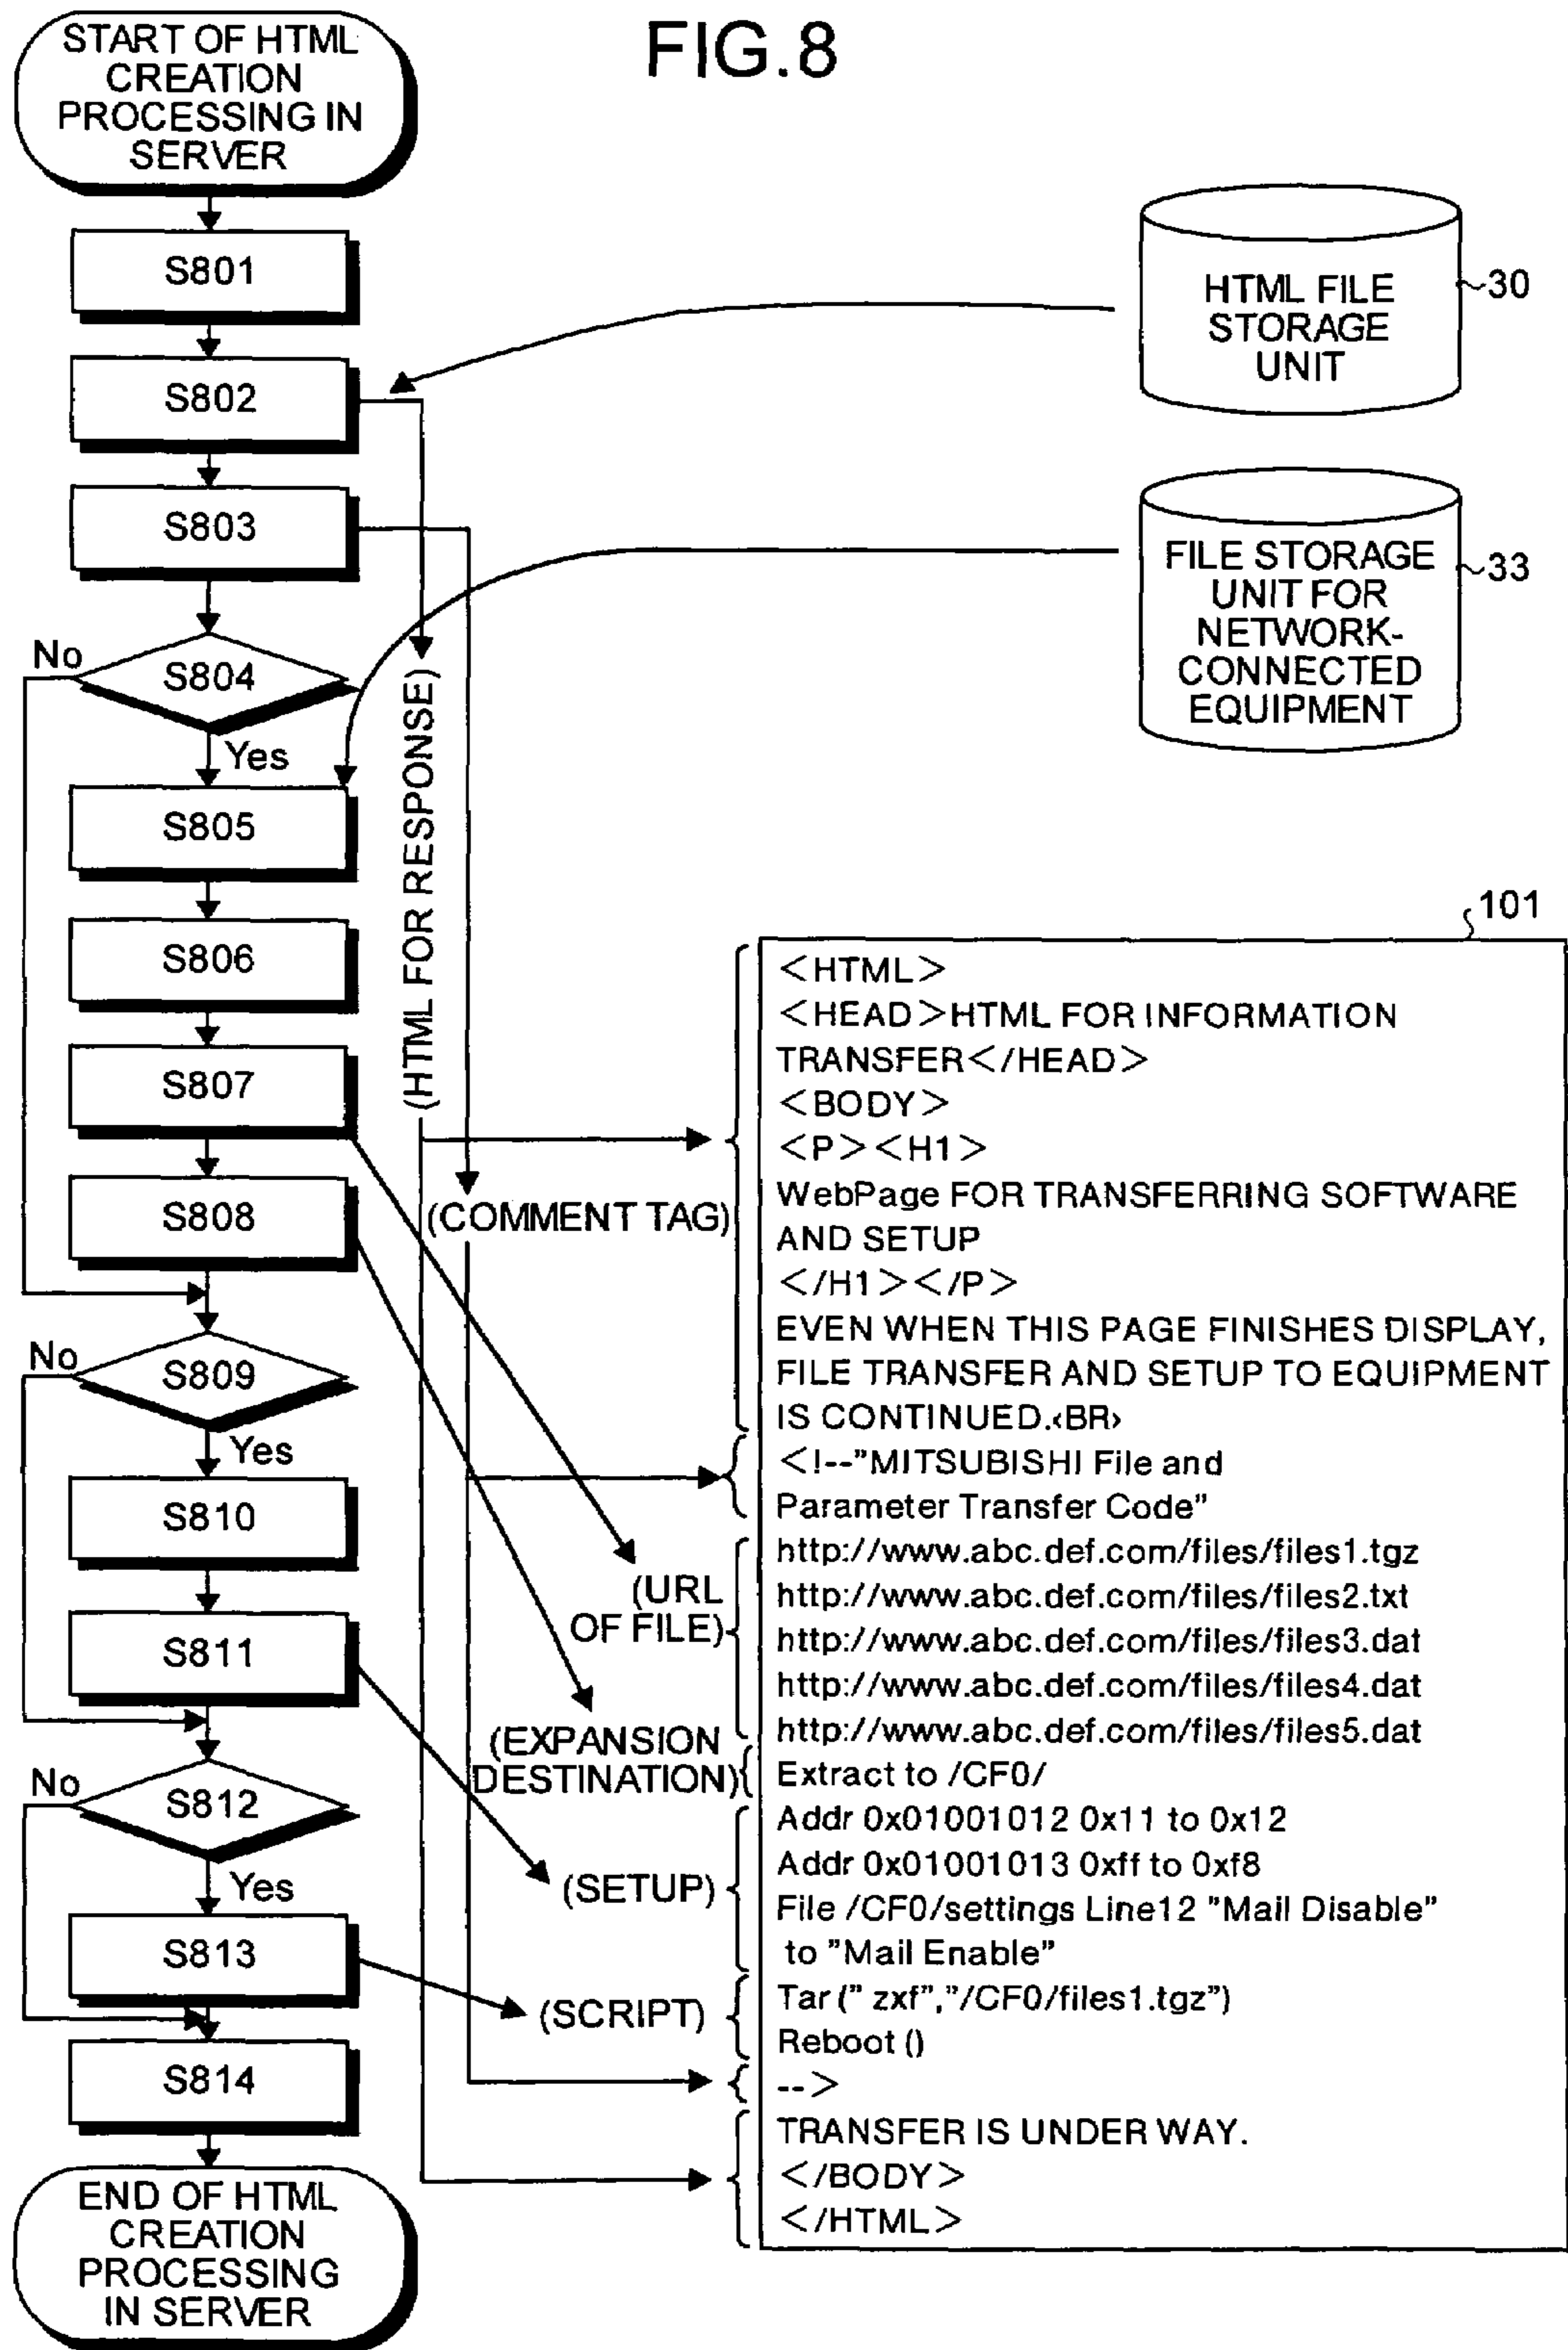 FIG.8
START OF HTML
CREATION
PROCESSING IN
SERVER
S801
S802
S803
No
S804
Yes
S805
S806
S807
S808
No
S809
Yes
S810
S811
No
S812
Yes
S813
S814
END OF HTML
CREATION
PROCESSING
IN SERVER
HTML FILE
STORAGE
UNIT
30
FILE STORAGE
UNIT FOR
NETWORK-
CONNECTED
EQUIPMENT
33
(HTML FOR RESPONSE)
(COMMENT TAG)
(URL
OF FILE)
(EXPANSION
DESTINATION)
(SETUP)
(SCRIPT)
101
<HTML>
<HEAD>HTML FOR INFORMATION
TRANSFER</HEAD>
<BODY>
<P><H1>
WebPage FOR TRANSFERRING SOFTWARE
AND SETUP
</H1></P>
EVEN WHEN THIS PAGE FINISHES DISPLAY,
FILE TRANSFER AND SETUP TO EQUIPMENT
IS CONTINUED.<BR>
<!--"MITSUBISHI File and
Parameter Transfer Code"
http://www.abc.def.com/files/files1.tgz
http://www.abc.def.com/files/files2.txt
http://www.abc.def.com/files/files3.dat
http://www.abc.def.com/files/files4.dat
http://www.abc.def.com/files/files5.dat
Extract to /CF0/
Addr 0x01001012 0x11 to 0x12
Addr 0x01001013 0xff to 0xf8
File /CF0/settings Line12 "Mail Disable"
to "Mail Enable"
Tar (" zxf","/CF0/files1.tgz")
Reboot ()
-->
TRANSFER IS UNDER WAY.
</BODY>
</HTML>